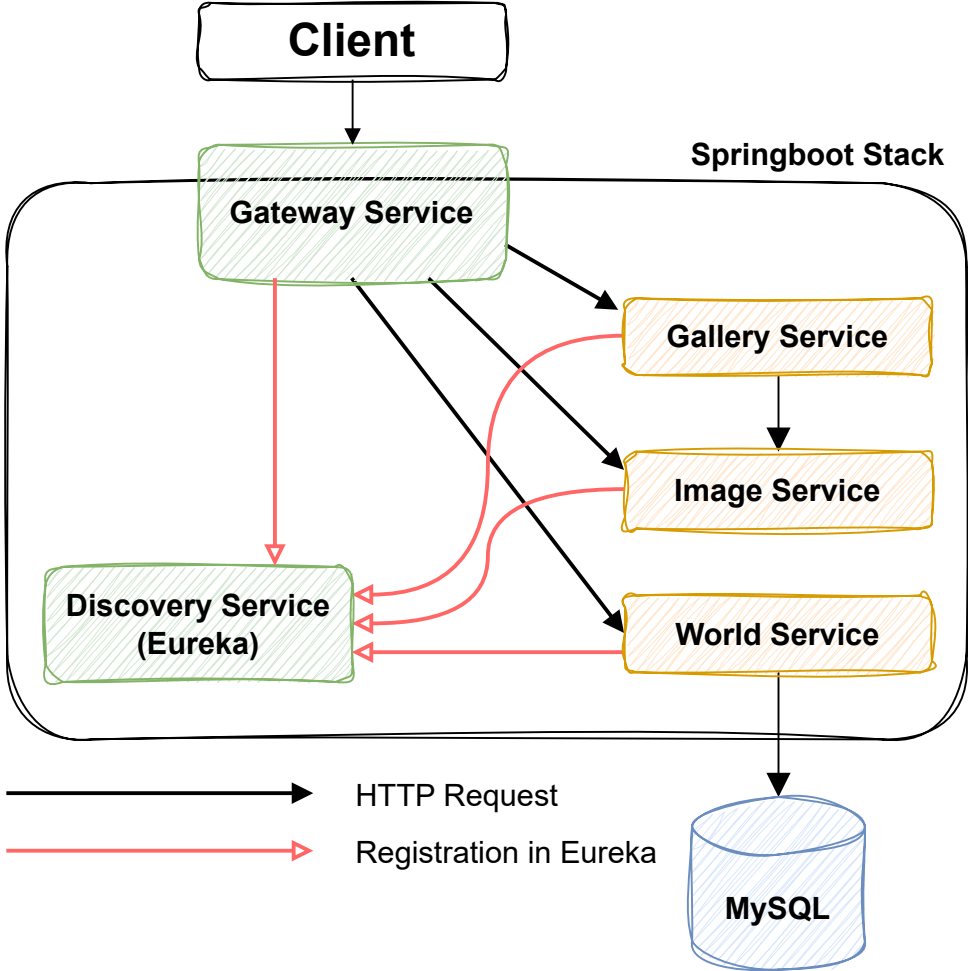 Client
Springboot Stack
Gateway Service
Gallery Service
Image Service
Discovery Service
(Eureka)
World Service
HTTP Request
Registration in Eureka
MySQL